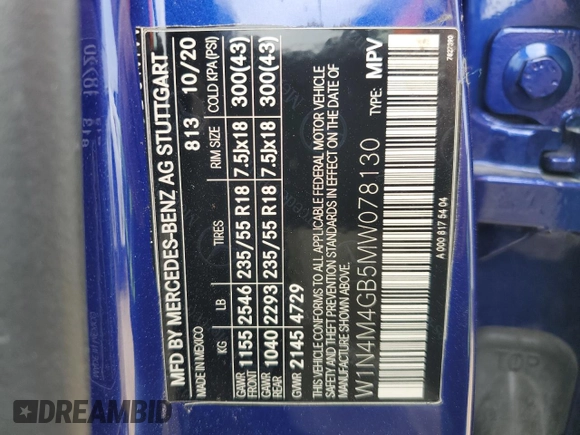 MFD BY MERCEDES-BENZ AG STUTTGART
MADE IN MEXICO 813 10/20
KG LB TIRES RIM SIZE COLD KPA(PSI)
GAWR FRONT 1155 2546 235/55 R18 7.5Jx18 300(43)
GAWR REAR 1040 2293 235/55 R18 7.5Jx18 300(43)
GVWR 2145 4729
THIS VEHICLE CONFORMS TO ALL APPLICABLE FEDERAL MOTOR VEHICLE
SAFETY AND THEFT PREVENTION STANDARDS IN EFFECT ON THE DATE OF
MANUFACTURE SHOWN ABOVE.
W1N4M4GB5MW078130 TYPE: MPV
A 000 817 54 04
TOP
DREAMBID